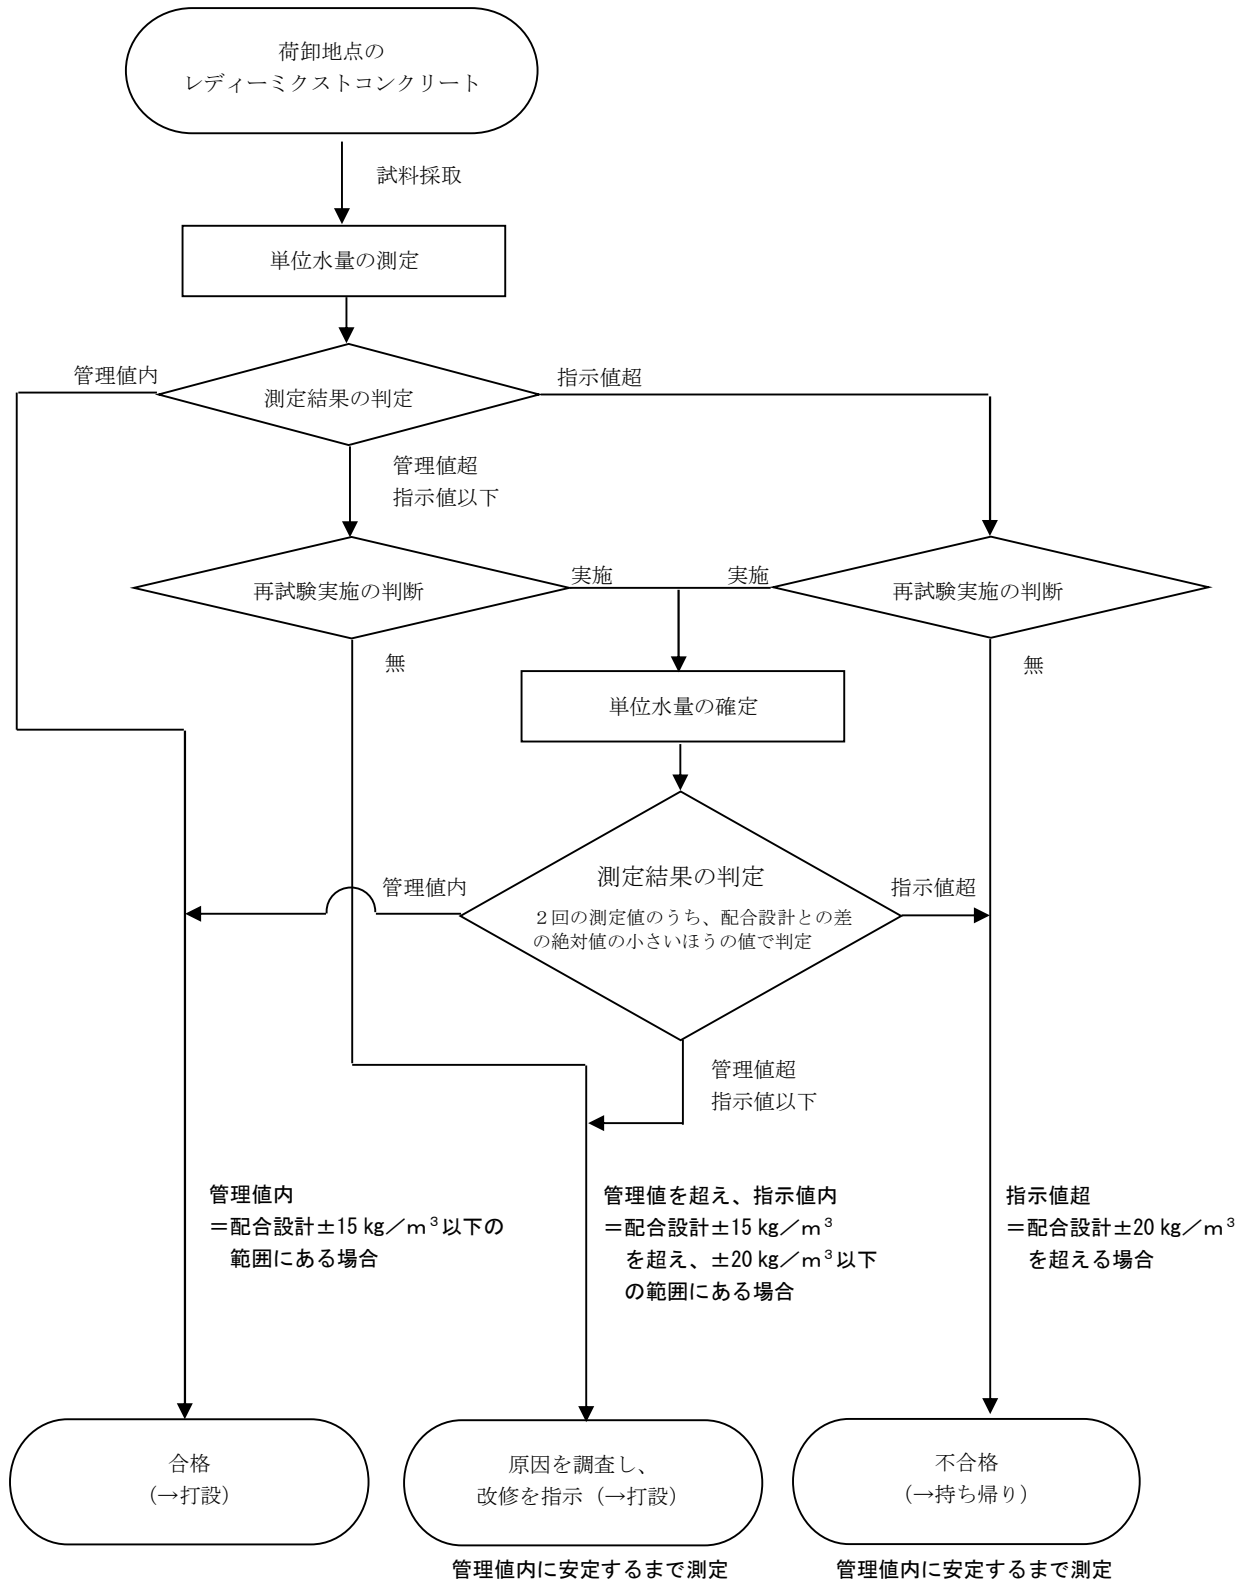 荷卸地点の
レディーミクストコンクリート
試料採取
単位水量の測定
管理値内
測定結果の判定
指示値超
管理値超
指示値以下
再試験実施の判断
実施
実施
再試験実施の判断
無
無
単位水量の確定
測定結果の判定
２回の測定値のうち、配合設計との差
の絶対値の小さいほうの値で判定
管理値内
指示値超
管理値超
指示値以下
管理値内
＝配合設計±15 kg／ｍ³以下の
範囲にある場合
管理値を超え、指示値内
＝配合設計±15 kg／ｍ³
を超え、±20 kg／ｍ³以下
の範囲にある場合
指示値超
＝配合設計±20 kg／ｍ³
を超える場合
合格
（→打設）
原因を調査し、
改修を指示（→打設）
不合格
（→持ち帰り）
管理値内に安定するまで測定
管理値内に安定するまで測定